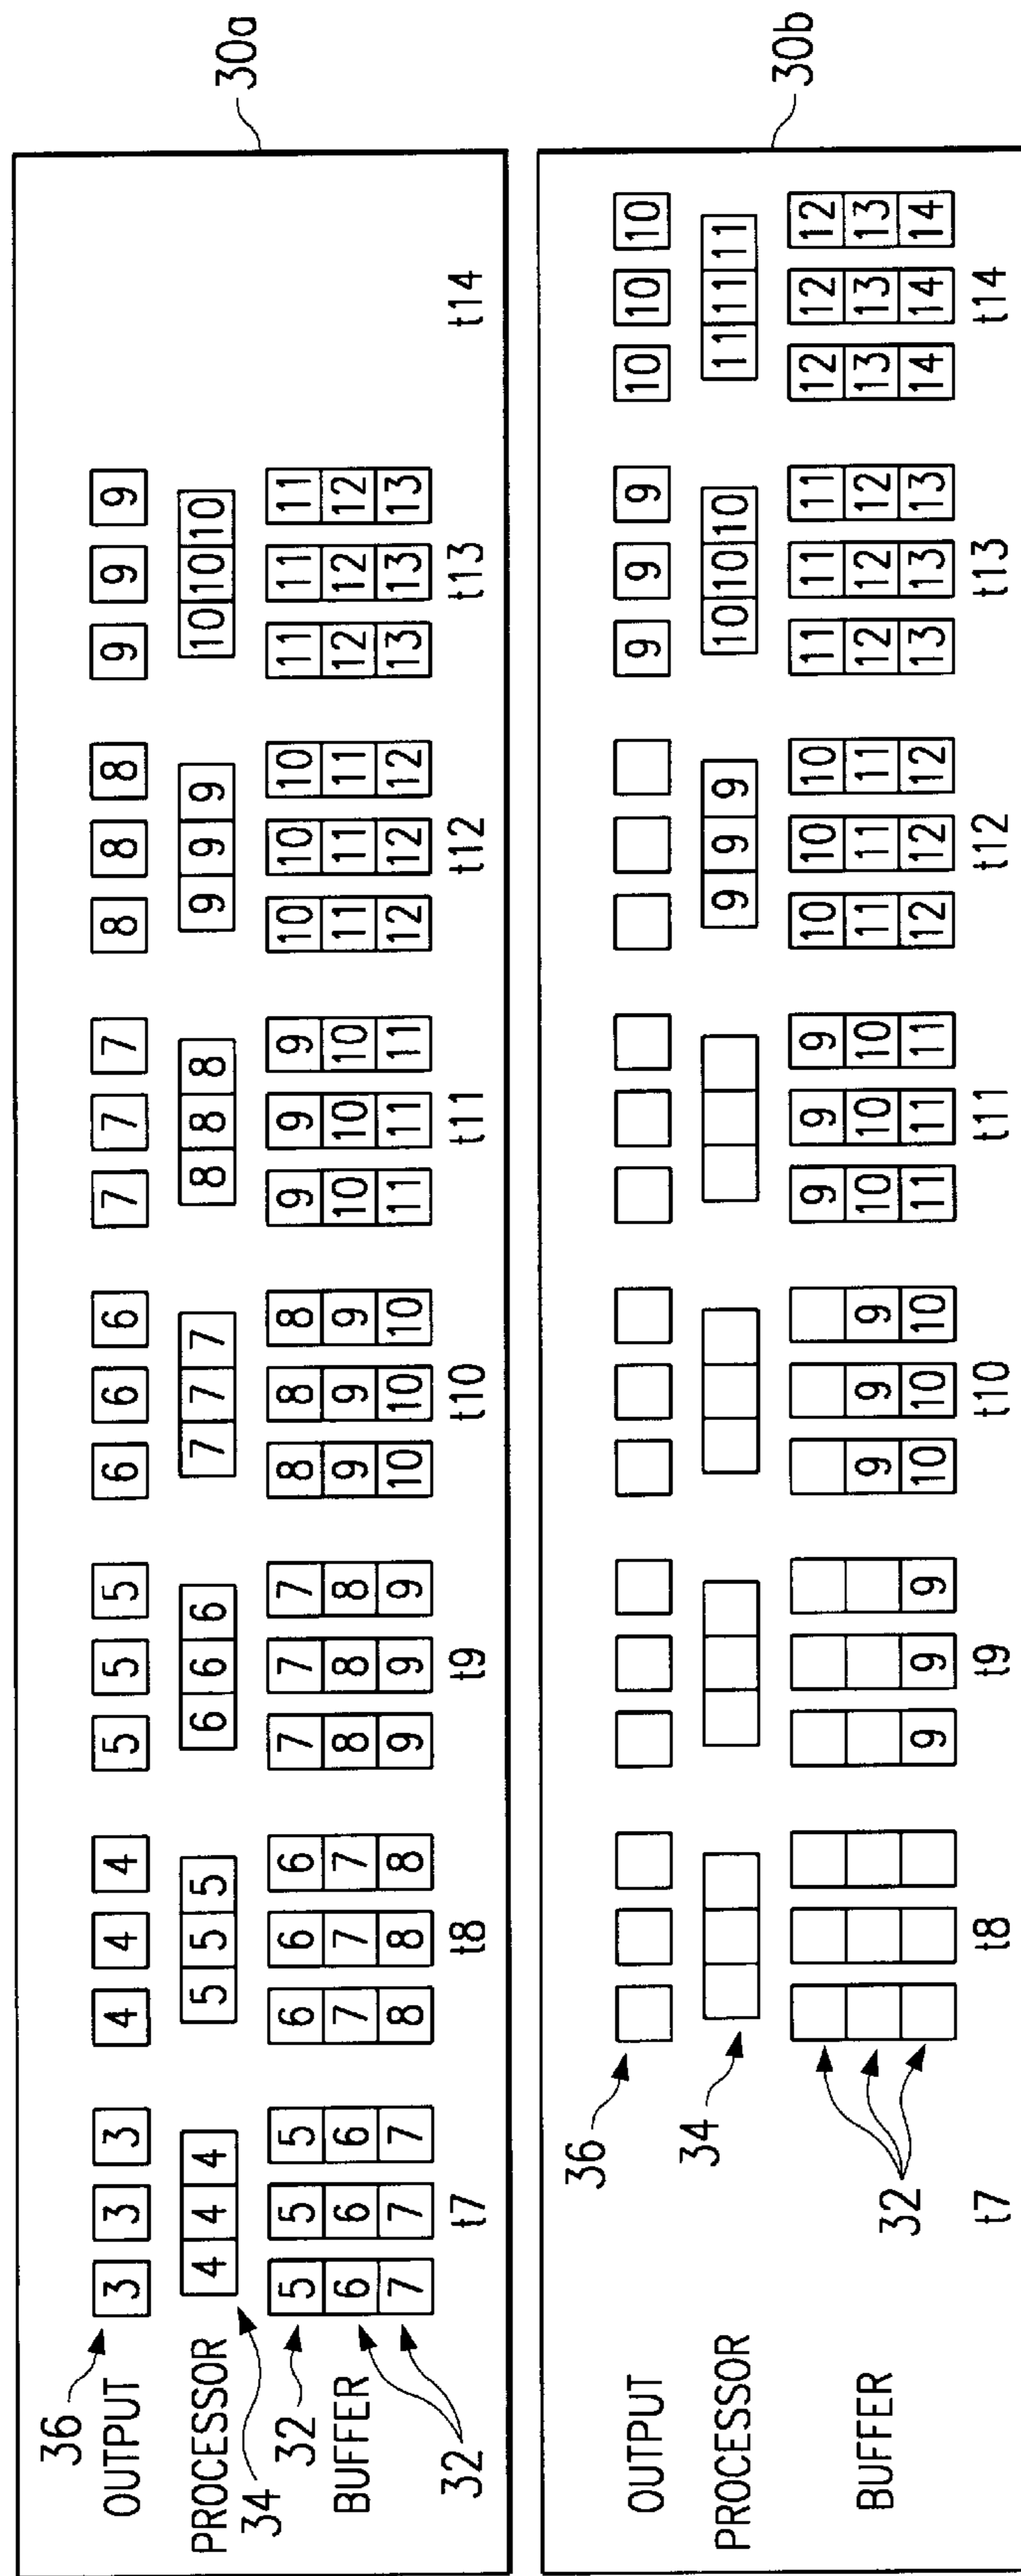 30a
36
OUTPUT 3 3 3 4 4 4 5 5 5 6 6 6 7 7 7 8 8 8 9 9 9
PROCESSOR 4 4 4 5 5 5 6 6 6 7 7 7 8 8 8 9 9 9 10 10 10
34
32
BUFFER
5 5 5 6 6 6 7 7 7 8 8 8 9 9 9 10 10 10 11 11 11
6 6 6 7 7 7 8 8 8 9 9 9 10 10 10 11 11 11 12 12 12
7 7 7 8 8 8 9 9 9 10 10 10 11 11 11 12 12 12 13 13 13
32
t7 t8 t9 t10 t11 t12 t13 t14
30b
36
OUTPUT 9 9 9 10 10 10
34
PROCESSOR 9 9 9 10 10 10 11 11 11
BUFFER
9 9 9 10 10 10 11 11 11 12 12 12
9 9 9 10 10 10 11 11 11 12 12 12 13 13 13
9 9 9 10 10 10 11 11 11 12 12 12 13 13 13 14 14 14
32
t7 t8 t9 t10 t11 t12 t13 t14